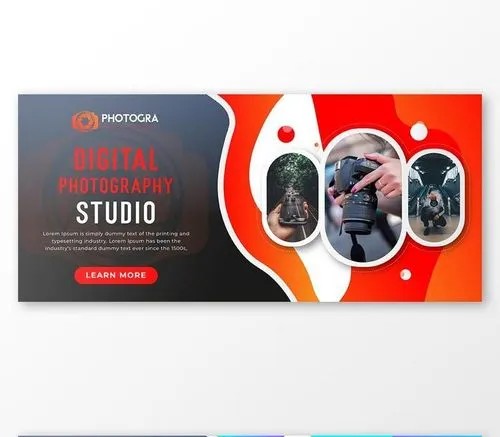 PHOTOGRA
DIGITAL
PHOTOGRAPHY
STUDIO
Lorem Ipsum is simply dummy text of the printing and
typesetting industry. Lorem Ipsum has been the
industry's standard dummy text ever since the 1500s,
LEARN MORE